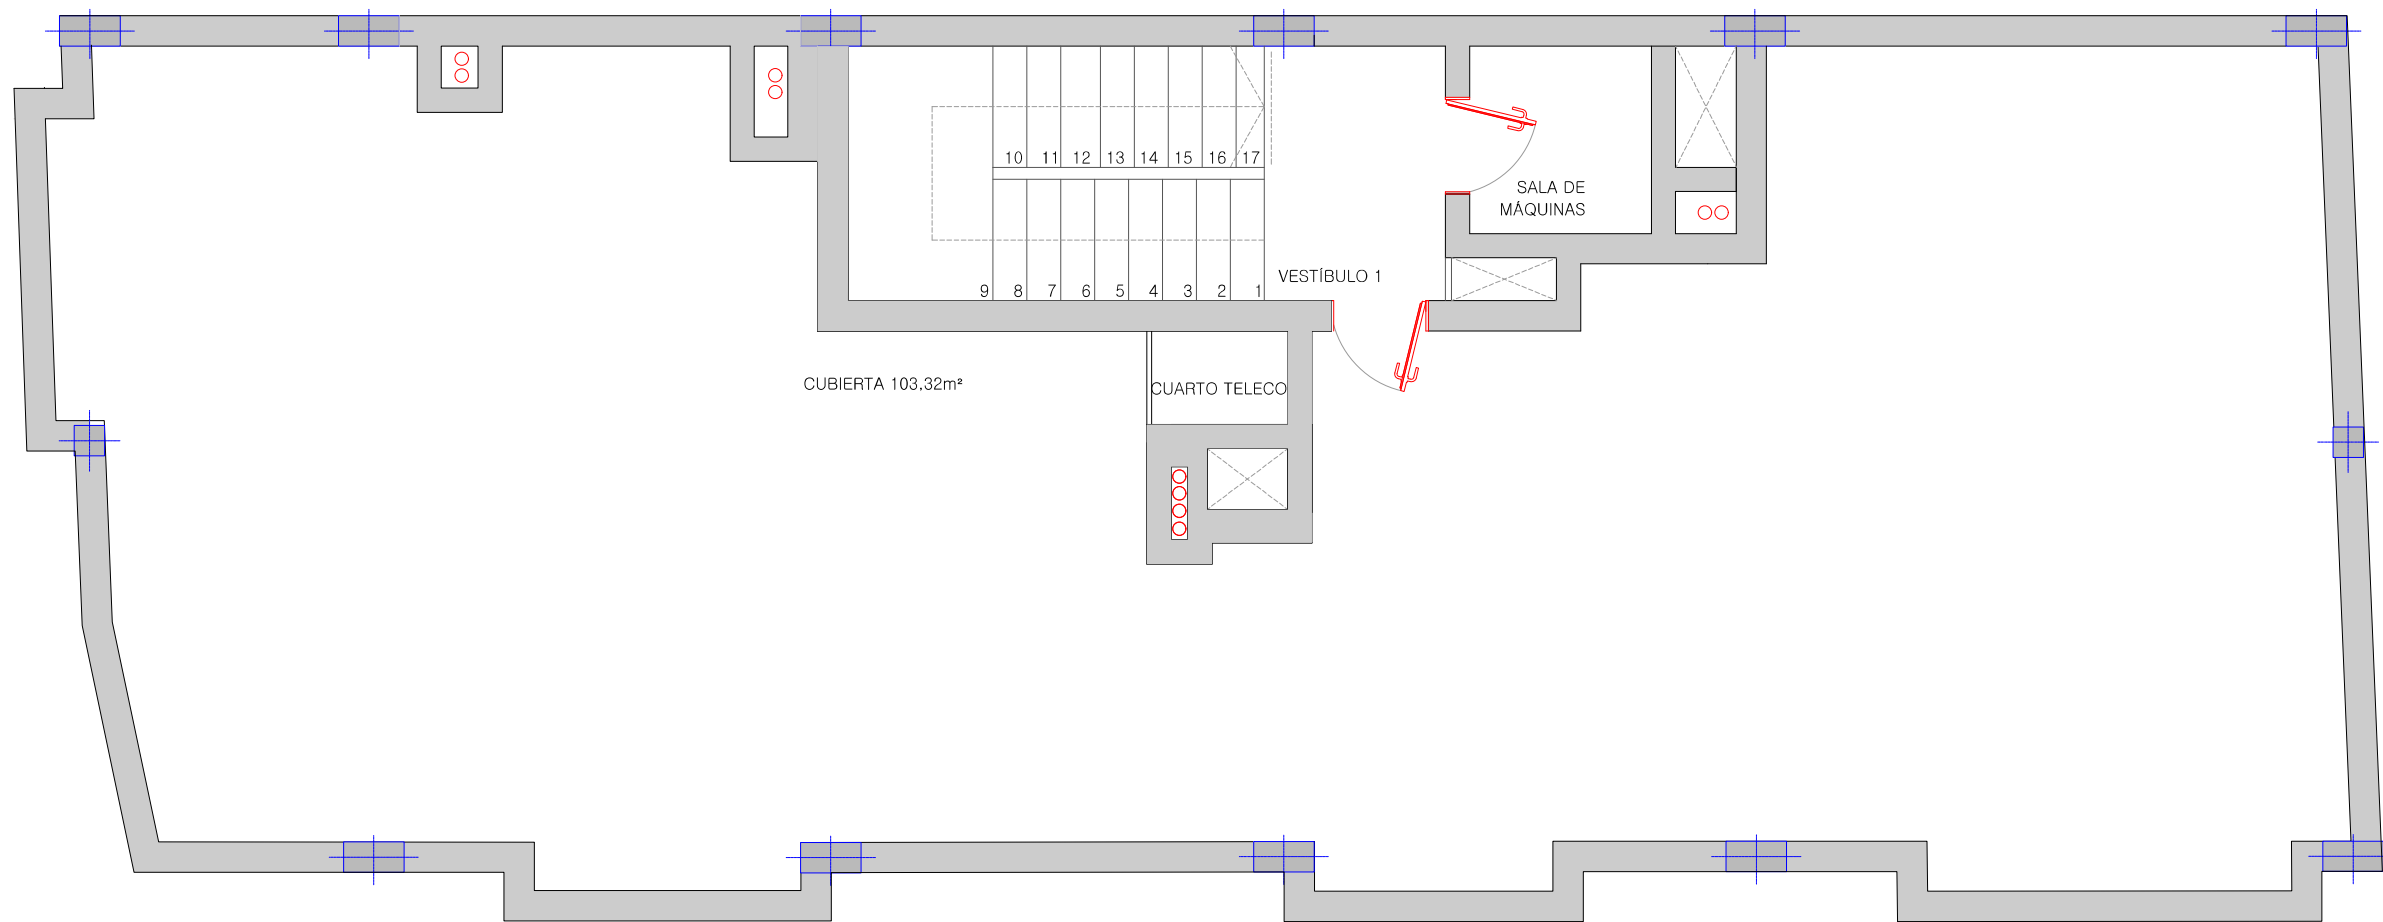 10 11 12 13 14 15 16 17
SALA DE
MÁQUINAS
VESTÍBULO 1
9 8 7 6 5 4 3 2 1
CUBIERTA 103,32m²
CUARTO TELECO